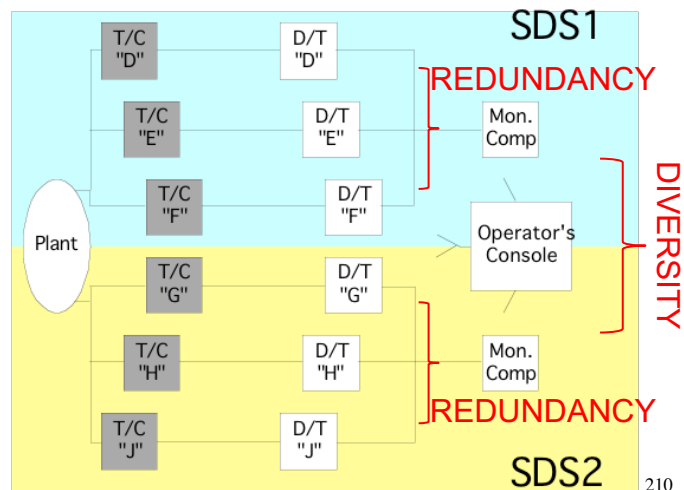 SDS1
T/C
"D"
D/T
"D"
REDUNDANCY
T/C
"E"
D/T
"E"
Mon.
Comp
T/C
"F"
D/T
"F"
DIVERSITY
Plant
Operator's
Console
T/C
"G"
D/T
"G"
T/C
"H"
D/T
"H"
Mon.
Comp
REDUNDANCY
T/C
"J"
D/T
"J"
SDS2
210